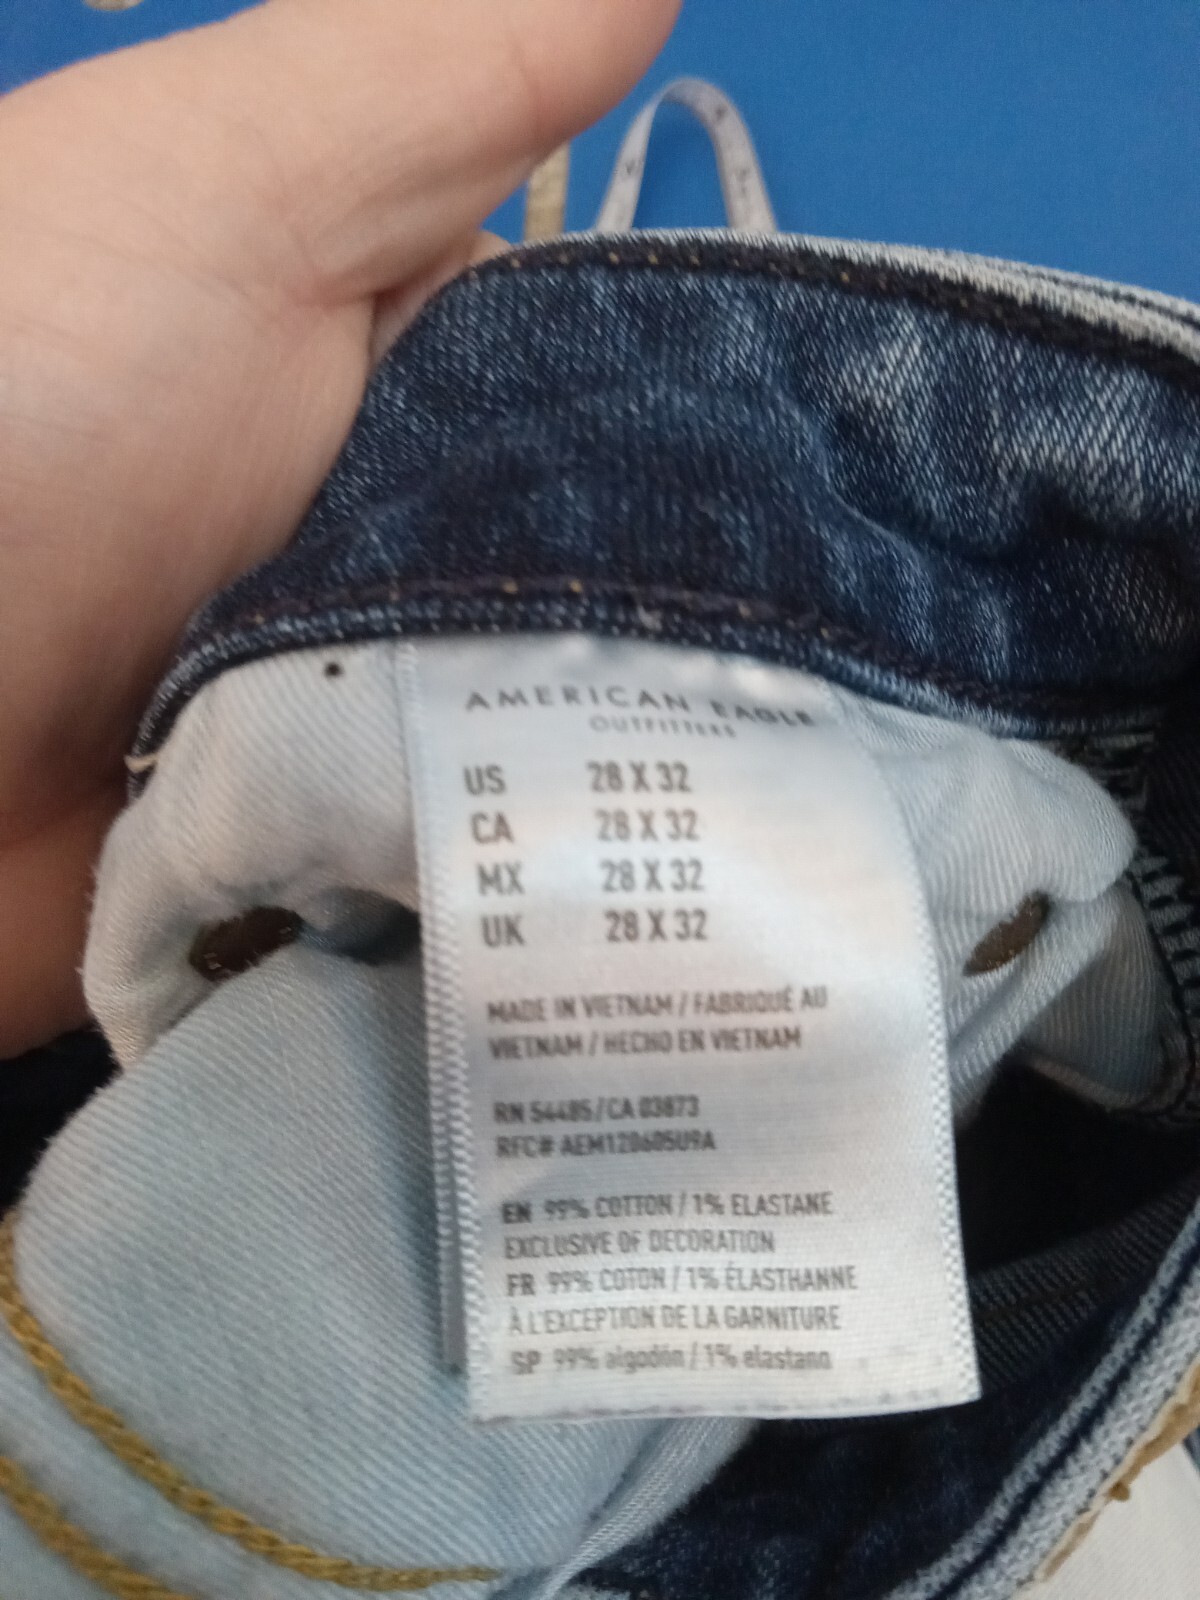 AMERICAN EAGLE
OUTFITTERS
US 28 X 32
CA 28 X 32
MX 28 X 32
UK 28 X 32
MADE IN VIETNAM / FABRIQUÉ AU
VIETNAM / HECHO EN VIETNAM
RN 54485/CA 03873
RFC# AEM120605U9A
EN 99% COTTON / 1% ELASTANE
EXCLUSIVE OF DECORATION
FR 99% COTON / 1% ÉLASTHANNE
À L'EXCEPTION DE LA GARNITURE
SP 99% algodón / 1% elastano